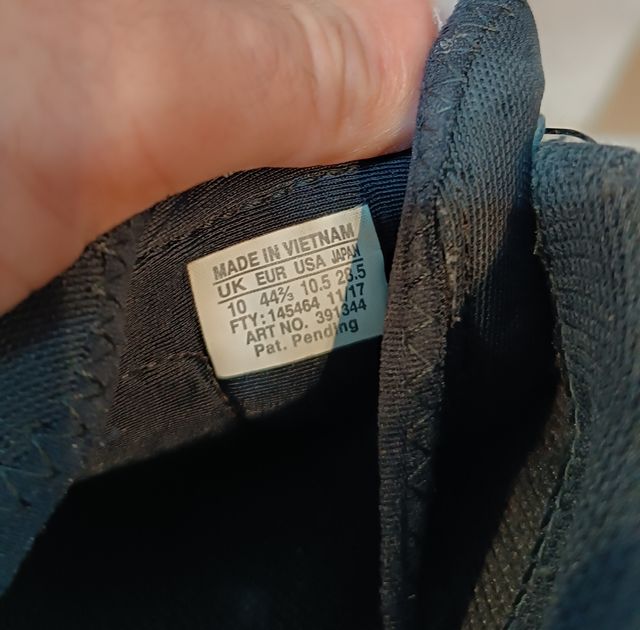 MADE IN VIETNAM
UK EUR USA JAPAN
10 44⅔ 10.5 28.5
FTY: 145464 11/17
ART NO. 391344
Pat. Pending